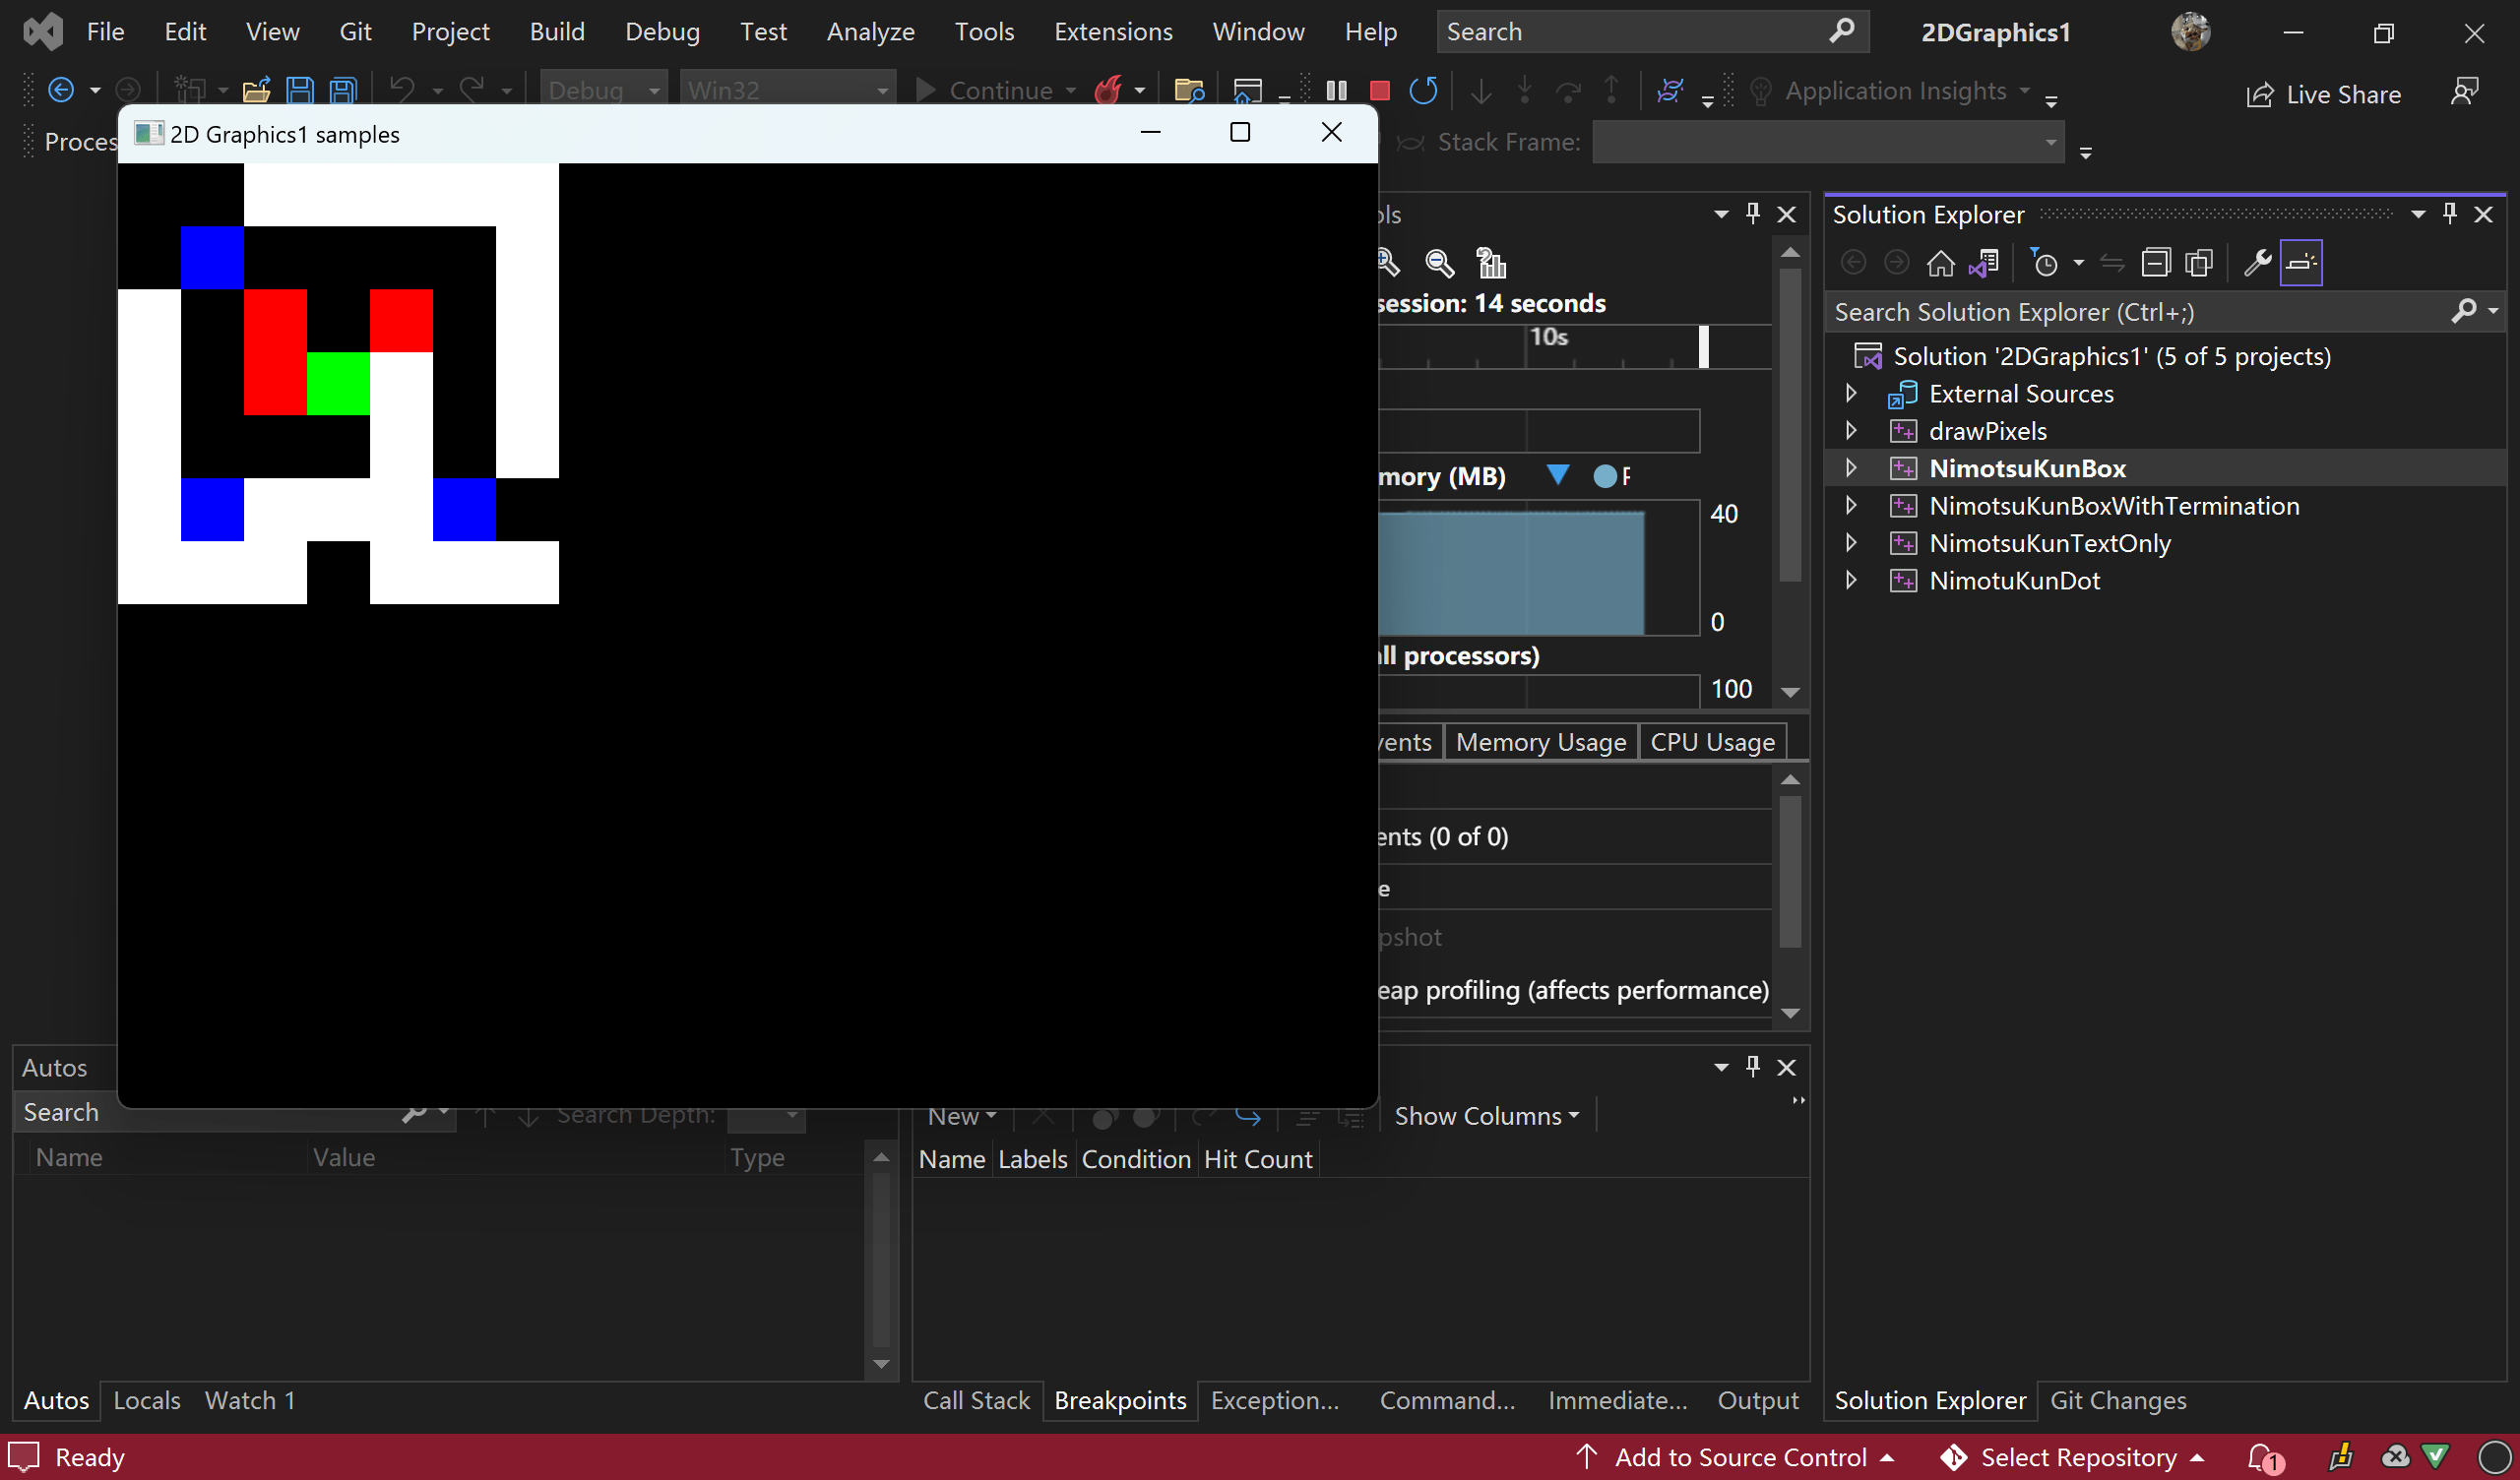 File Edit View Git Project Build Debug Test Analyze Tools Extensions Window Help Search 2DGraphics1
Debug Win32 Continue Application Insights Live Share
Proces Stack Frame:
2D Graphics1 samples
session: 14 seconds
10s
mory (MB)
40
0
ll processors)
100
vents Memory Usage CPU Usage
ents (0 of 0)
e
pshot
eap profiling (affects performance)
Solution Explorer
Search Solution Explorer (Ctrl+;)
Solution '2DGraphics1' (5 of 5 projects)
External Sources
drawPixels
NimotsuKunBox
NimotsuKunBoxWithTermination
NimotsuKunTextOnly
NimotuKunDot
Autos
Search Search Depth:
Name Value Type
Autos Locals Watch 1
New Show Columns
Name Labels Condition Hit Count
Call Stack Breakpoints Exception... Command... Immediate... Output
Solution Explorer Git Changes
Ready Add to Source Control Select Repository 1